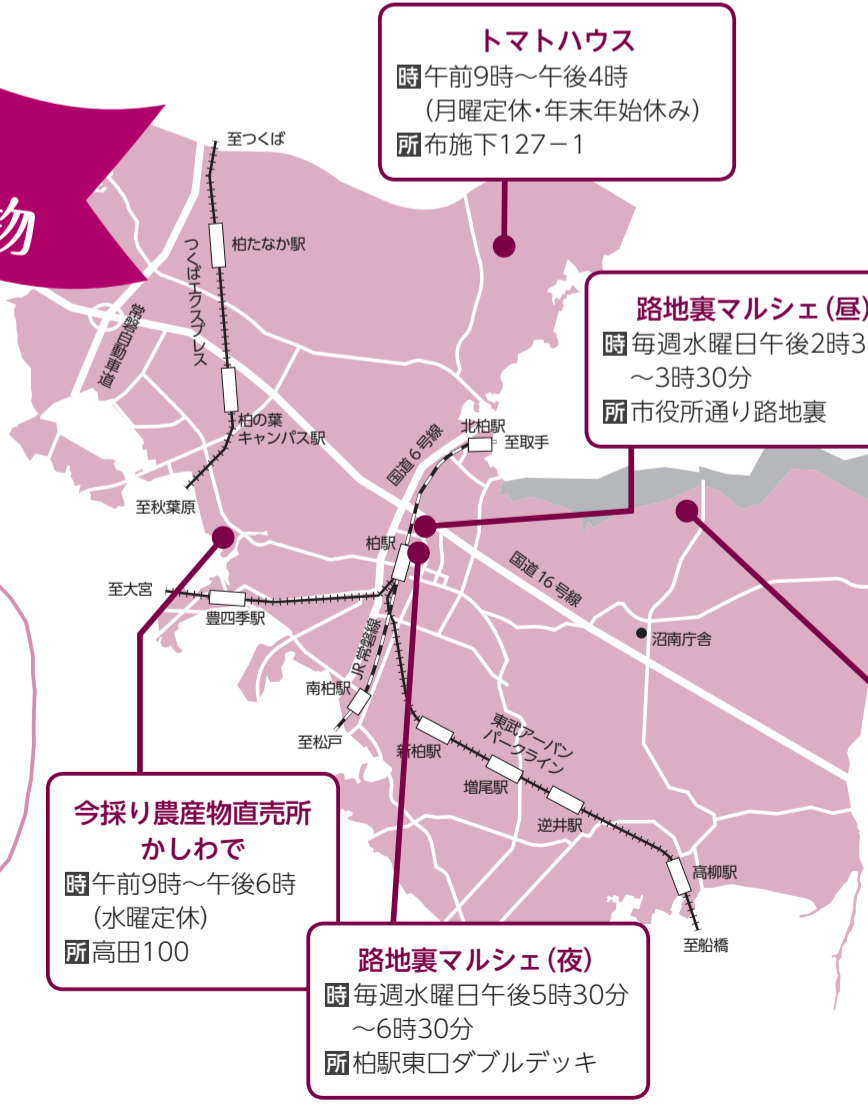 トマトハウス
時 午前9時～午後4時
（月曜定休・年末年始休み）
所 布施下127－1
物
至つくば
柏たなか駅
つくばエクスプレス
常磐自動車道
路地裏マルシェ（昼）
時 毎週水曜日午後2時3
～3時30分
所 市役所通り路地裏
柏の葉
キャンパス駅
北柏駅
至取手
国道6号線
至秋葉原
柏駅
国道16号線
至大宮
豊四季駅
沼南庁舎
JR常磐線
南柏駅
至松戸
新柏駅
東武アーバン
パークライン
増尾駅
逆井駅
高柳駅
至船橋
今採り農産物直売所
かしわで
時 午前9時～午後6時
（水曜定休）
所 高田100
路地裏マルシェ（夜）
時 毎週水曜日午後5時30分
～6時30分
所 柏駅東口ダブルデッキ